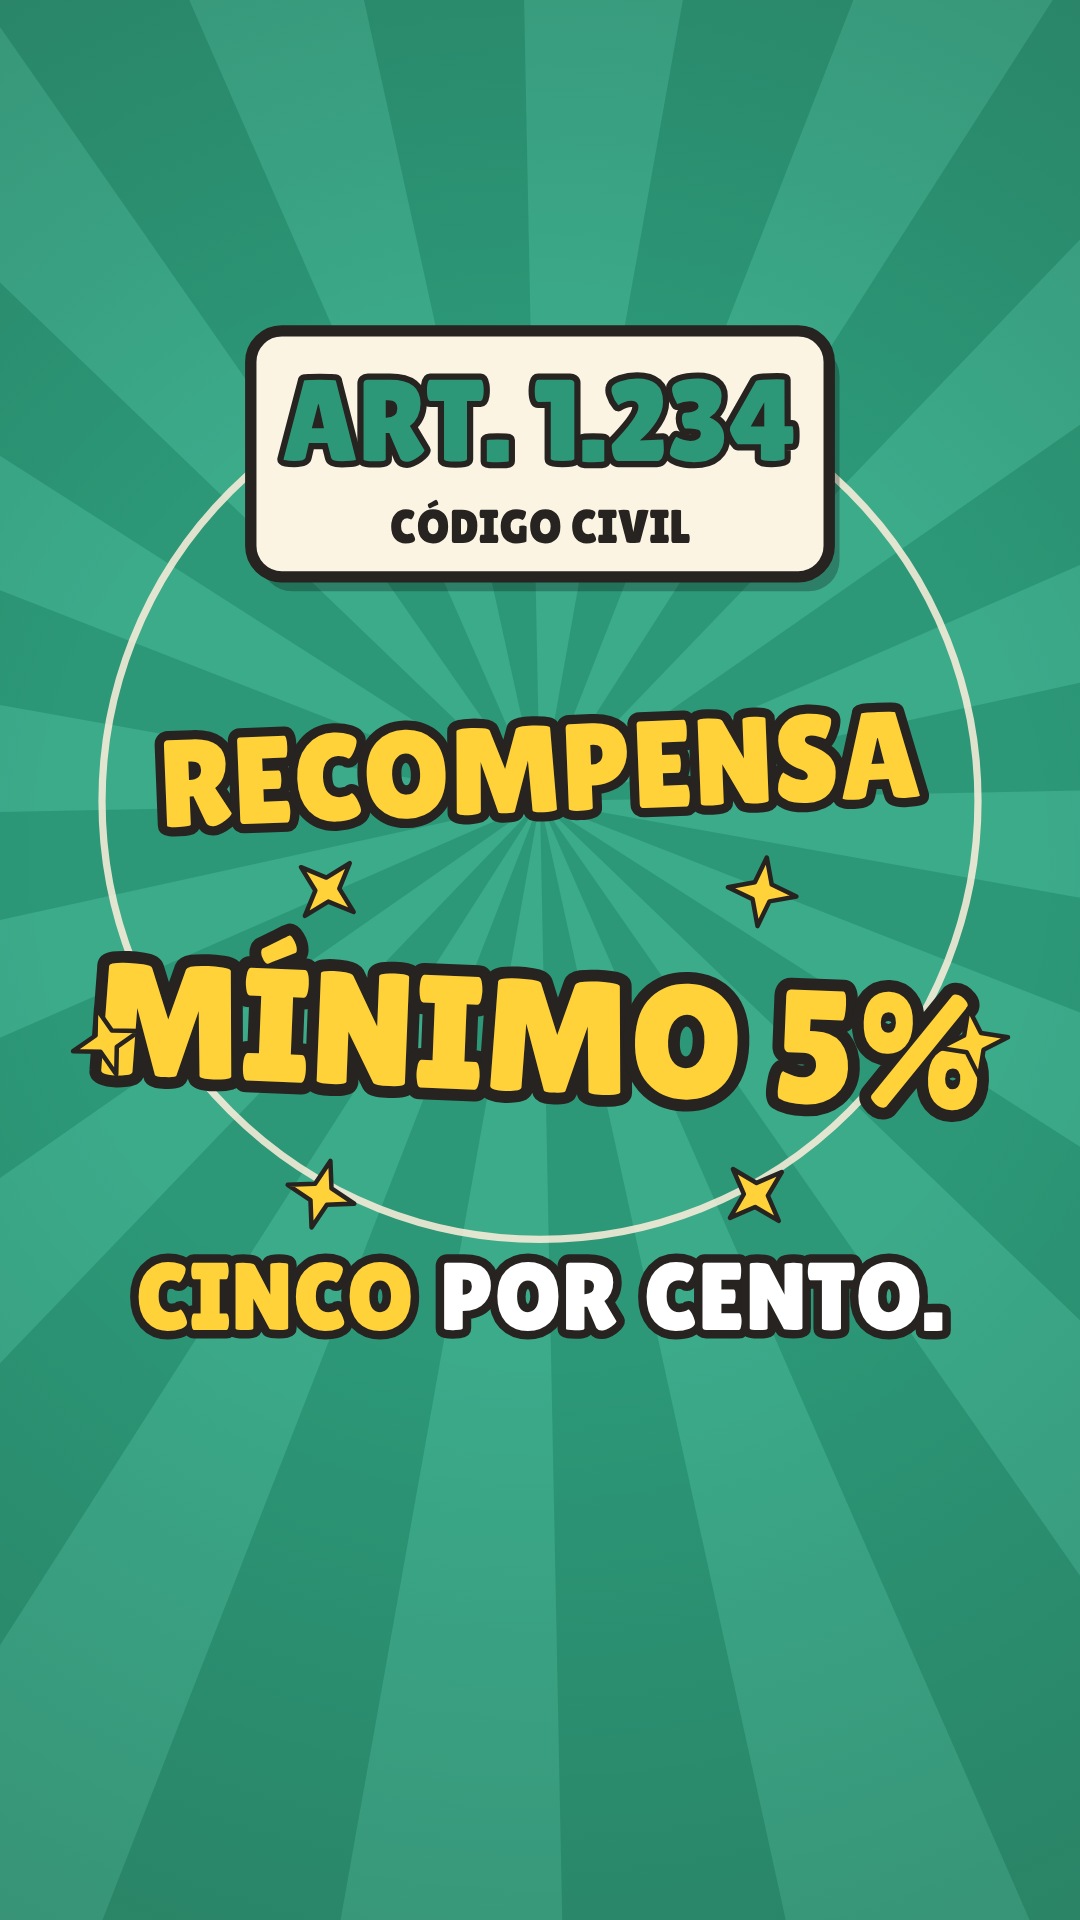 ART. 1.234
CÓDIGO CIVIL
RECOMPENSA
MÍNIMO 5%
CINCO POR CENTO.